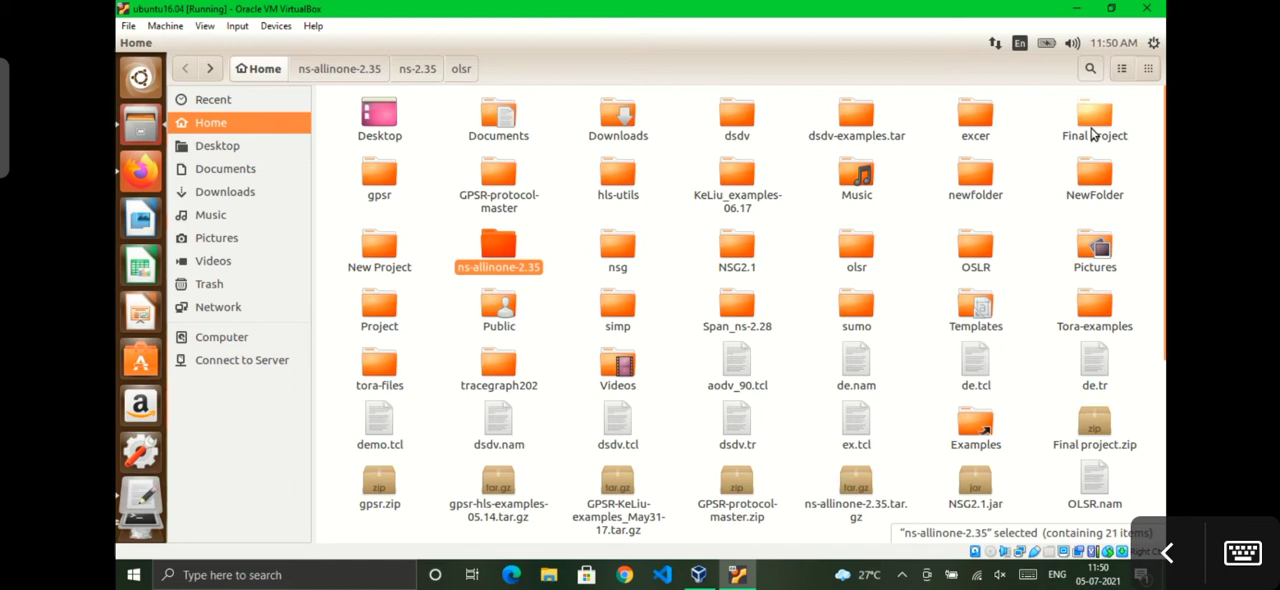 ubuntu16.04 [Running] - Oracle VM VirtualBox
File Machine View Input Devices Help
Home
En
11:50 AM
Home ns-allinone-2.35 ns-2.35 olsr
Recent
Home
Desktop
Documents
Downloads
Music
Pictures
Videos
Trash
Network
Computer
Connect to Server
Desktop Documents Downloads dsdv dsdv-examples.tar excer Final project
gpsr GPSR-protocol-master hls-utils KeLiu_examples-06.17 Music newfolder NewFolder
New Project ns-allinone-2.35 nsg NSG2.1 olsr OSLR Pictures
Project Public simp Span_ns-2.28 sumo Templates Tora-examples
tora-files tracegraph202 Videos aodv_90.tcl de.nam de.tcl de.tr
demo.tcl dsdv.nam dsdv.tcl dsdv.tr ex.tcl Examples zip Final project.zip
zip tar.gz tar.gz zip tar.gz jar
gpsr.zip gpsr-hls-examples-05.14.tar.gz GPSR-KeLiu-examples_May31-17.tar.gz GPSR-protocol-master.zip ns-allinone-2.35.tar.gz NSG2.1.jar OLSR.nam
"ns-allinone-2.35" selected (containing 21 items)
Right C
Type here to search
27°C
ENG
11:50
05-07-2021